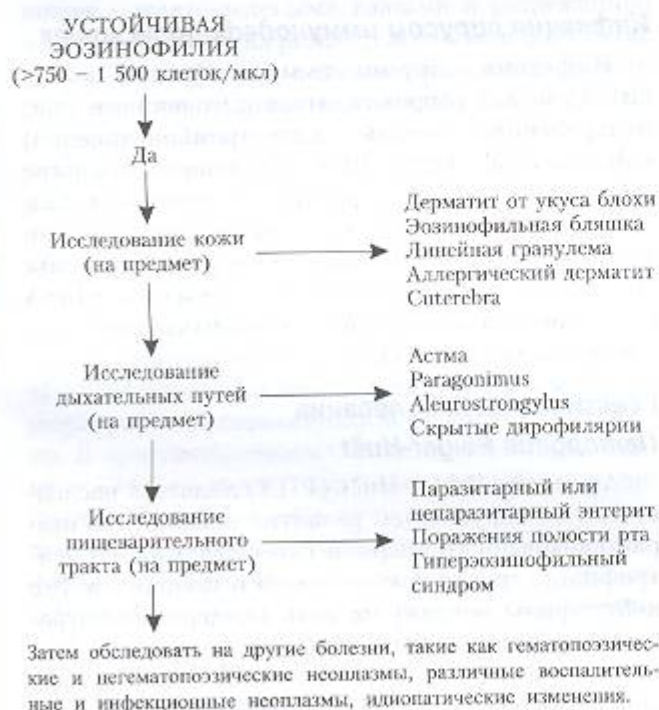 УСТОЙЧИВАЯ
ЭОЗИНОФИЛИЯ
(>750 – 1 500 клеток/мкл)
Да
Исследование кожи
(на предмет)
Дерматит от укуса блохи
Эозинофильная бляшка
Линейная гранулема
Аллергический дерматит
Cuterebra
Исследование
дыхательных путей
(на предмет)
Астма
Paragonimus
Aleurostrongylus
Скрытые дирофилярии
Исследование
пищеварительного
тракта (на предмет)
Паразитарный или
непаразитарный энтерит
Поражения полости рта
Гиперэозинофильный
синдром
Затем обследовать на другие болезни, такие как гематопоэзичес-
кие и негематопоэзические неоплазмы, различные воспалитель-
ные и инфекционные неоплазмы, идиопатические изменения.